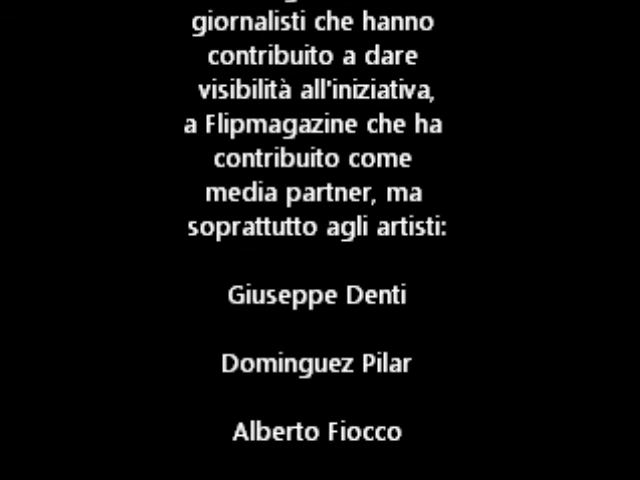 giornalisti che hanno
contribuito a dare
visibilità all'iniziativa,
a Flipmagazine che ha
contribuito come
media partner, ma
soprattutto agli artisti:
Giuseppe Denti
Dominguez Pilar
Alberto Fiocco